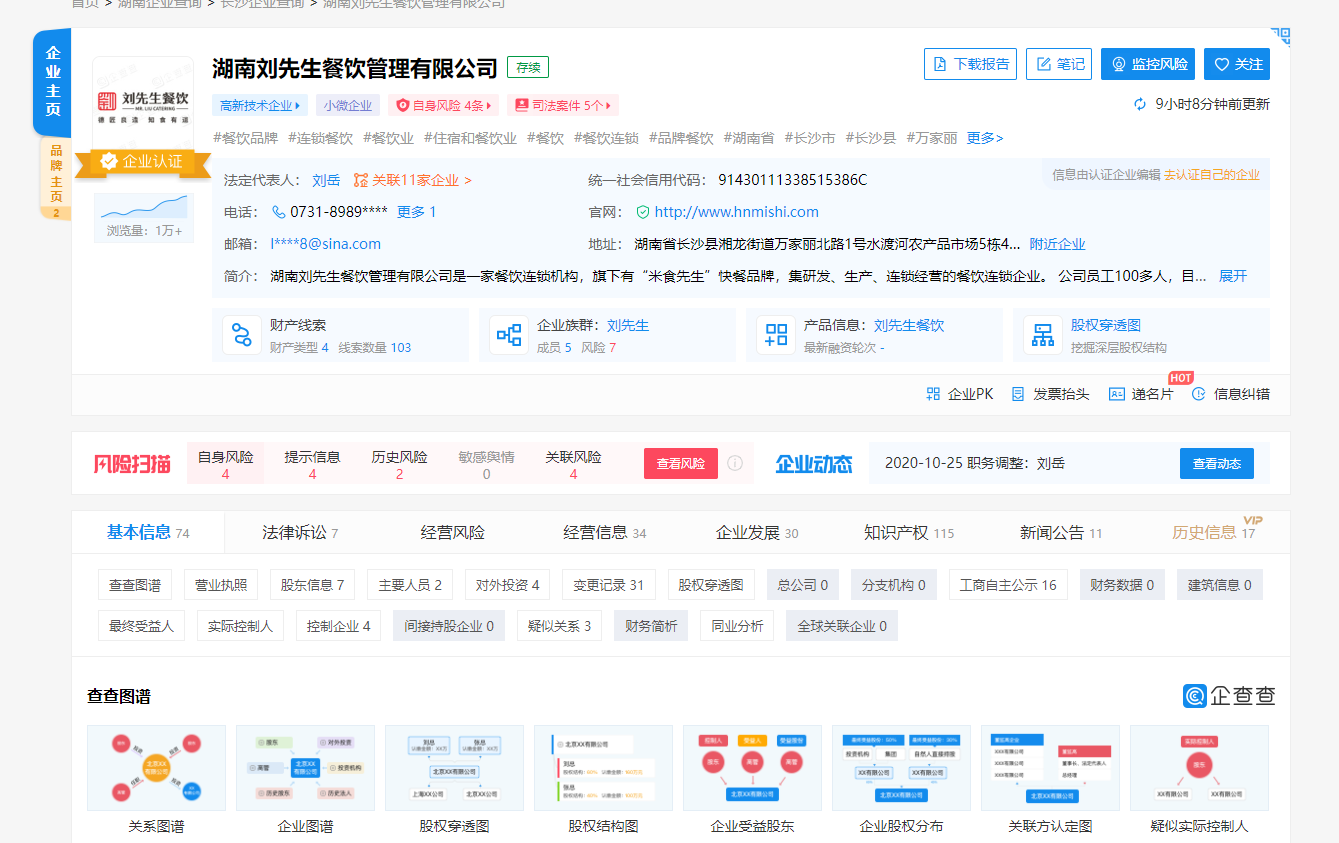 首页 > 湖南企业查询 > 长沙企业查询 > 湖南刘先生餐饮管理有限公司
企业主页
品牌主页 2
刘先生餐饮
MR. LIU CATERING
德匠良造·知食有道
企业认证
浏览量：1万+
湖南刘先生餐饮管理有限公司 存续
下载报告 笔记 监控风险 关注
高新技术企业 小微企业 自身风险 4条 司法案件 5个
9小时8分钟前更新
#餐饮品牌 #连锁餐饮 #餐饮业 #住宿和餐饮业 #餐饮 #餐饮连锁 #品牌餐饮 #湖南省 #长沙市 #长沙县 #万家丽 更多>
信息由认证企业编辑 去认证自己的企业
法定代表人： 刘岳 关联11家企业 > 统一社会信用代码： 91430111338515386C
电话： 0731-8989**** 更多 1 官网： http://www.hnmishi.com
邮箱： l****8@sina.com 地址： 湖南省长沙县湘龙街道万家丽北路1号水渡河农产品市场5栋4... 附近企业
简介： 湖南刘先生餐饮管理有限公司是一家餐饮连锁机构，旗下有“米食先生”快餐品牌，集研发、生产、连锁经营的餐饮连锁企业。 公司员工100多人，目... 展开
财产线索 企业族群：刘先生 产品信息：刘先生餐饮 股权穿透图
财产类型 4 线索数量 103 成员 5 风险 7 最新融资轮次 - 挖掘深层股权结构
HOT
企业PK 发票抬头 递名片 信息纠错
风险扫描 自身风险 提示信息 历史风险 敏感舆情 关联风险 查看风险 企业动态 2020-10-25 职务调整：刘岳 查看动态
4 4 2 0 4
基本信息 74 法律诉讼 7 经营风险 经营信息 34 企业发展 30 知识产权 115 新闻公告 11 历史信息 17 VIP
查查图谱 营业执照 股东信息 7 主要人员 2 对外投资 4 变更记录 31 股权穿透图 总公司 0 分支机构 0 工商自主公示 16 财务数据 0 建筑信息 0
最终受益人 实际控制人 控制企业 4 间接持股企业 0 疑似关系 3 财务简析 同业分析 全球关联企业 0
查查图谱
企查查
关系图谱 企业图谱 股权穿透图 股权结构图 企业受益股东 企业股权分布 关联方认定图 疑似实际控制人